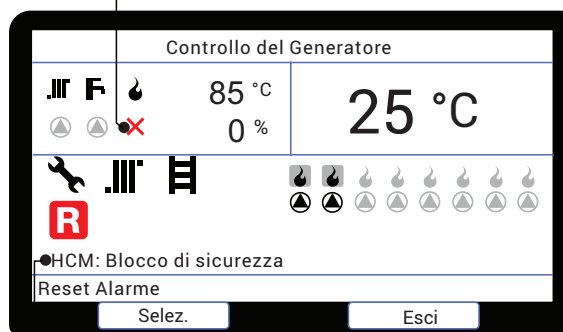 Controllo del Generatore
85 °C
0 %
25 °C
R
HCM: Blocco di sicurezza
Reset Alarme
Selez.
Esci